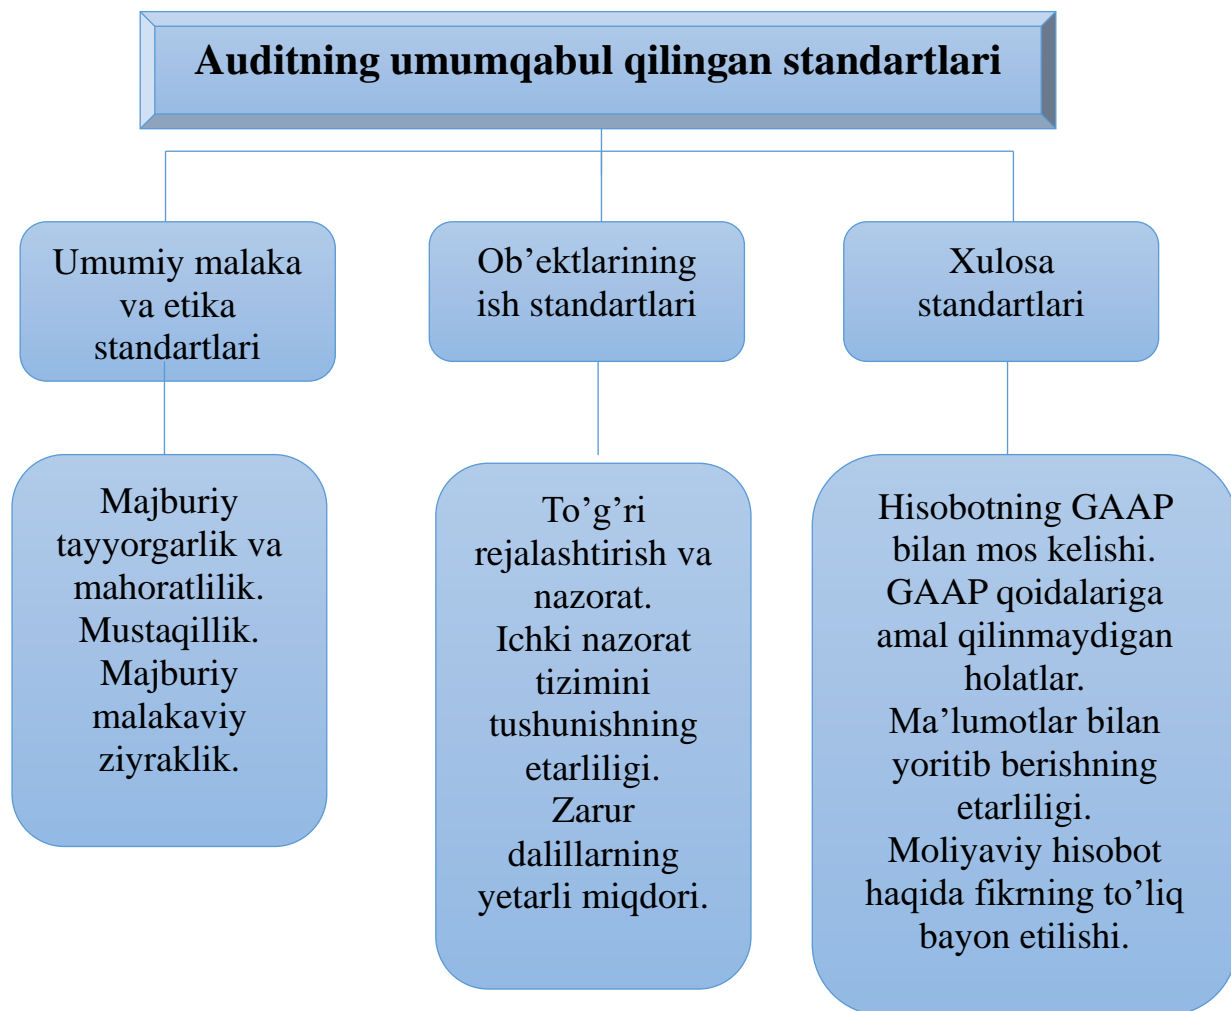 Auditning umumqabul qilingan standartlari
Umumiy malaka
va etika
standartlari
Ob’ektlarining
ish standartlari
Xulosa
standartlari
Majburiy
tayyorgarlik va
mahoratlilik.
Mustaqillik.
Majburiy
malakaviy
ziyraklik.
To’g’ri
rejalashtirish va
nazorat.
Ichki nazorat
tizimini
tushunishning
etarliligi.
Zarur
dalillarning
yetarli miqdori.
Hisobotning GAAP
bilan mos kelishi.
GAAP qoidalariga
amal qilinmaydigan
holatlar.
Ma’lumotlar bilan
yoritib berishning
etarliligi.
Moliyaviy hisobot
haqida fikrning to’liq
bayon etilishi.